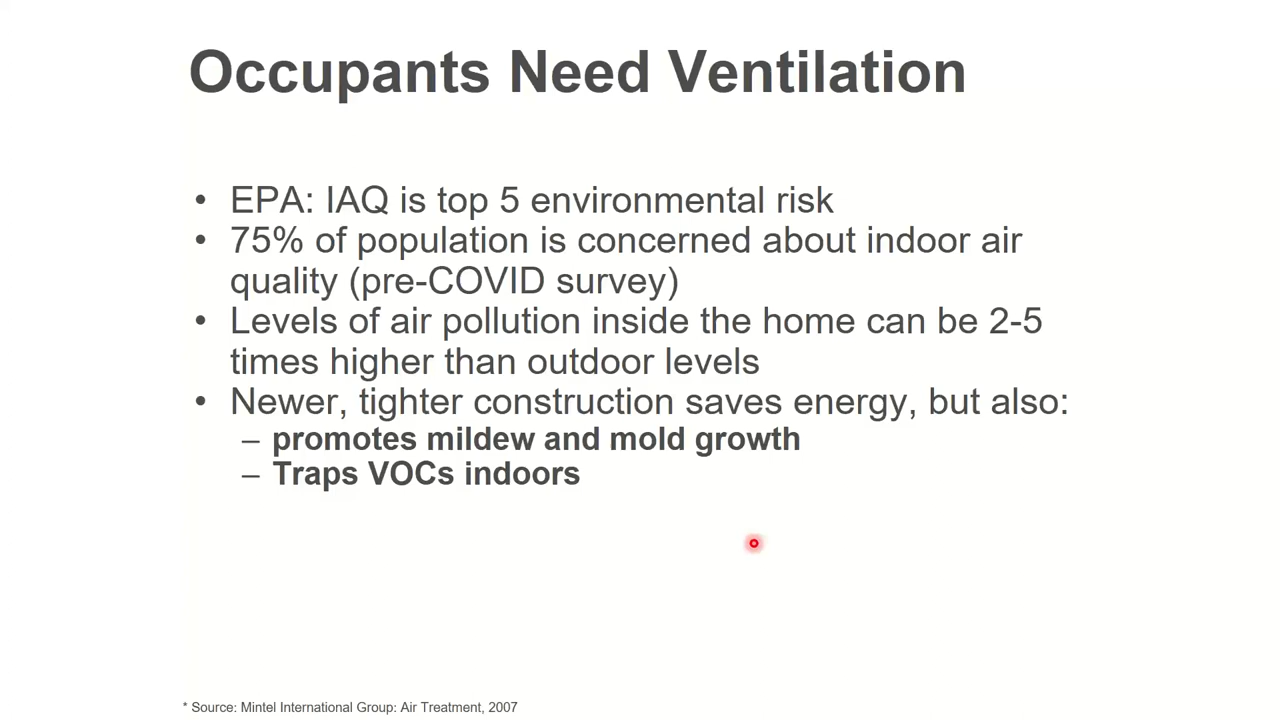 Occupants Need Ventilation
• EPA: IAQ is top 5 environmental risk
• 75% of population is concerned about indoor air
quality (pre-COVID survey)
• Levels of air pollution inside the home can be 2-5
times higher than outdoor levels
• Newer, tighter construction saves energy, but also:
– promotes mildew and mold growth
– Traps VOCs indoors
* Source: Mintel International Group: Air Treatment, 2007